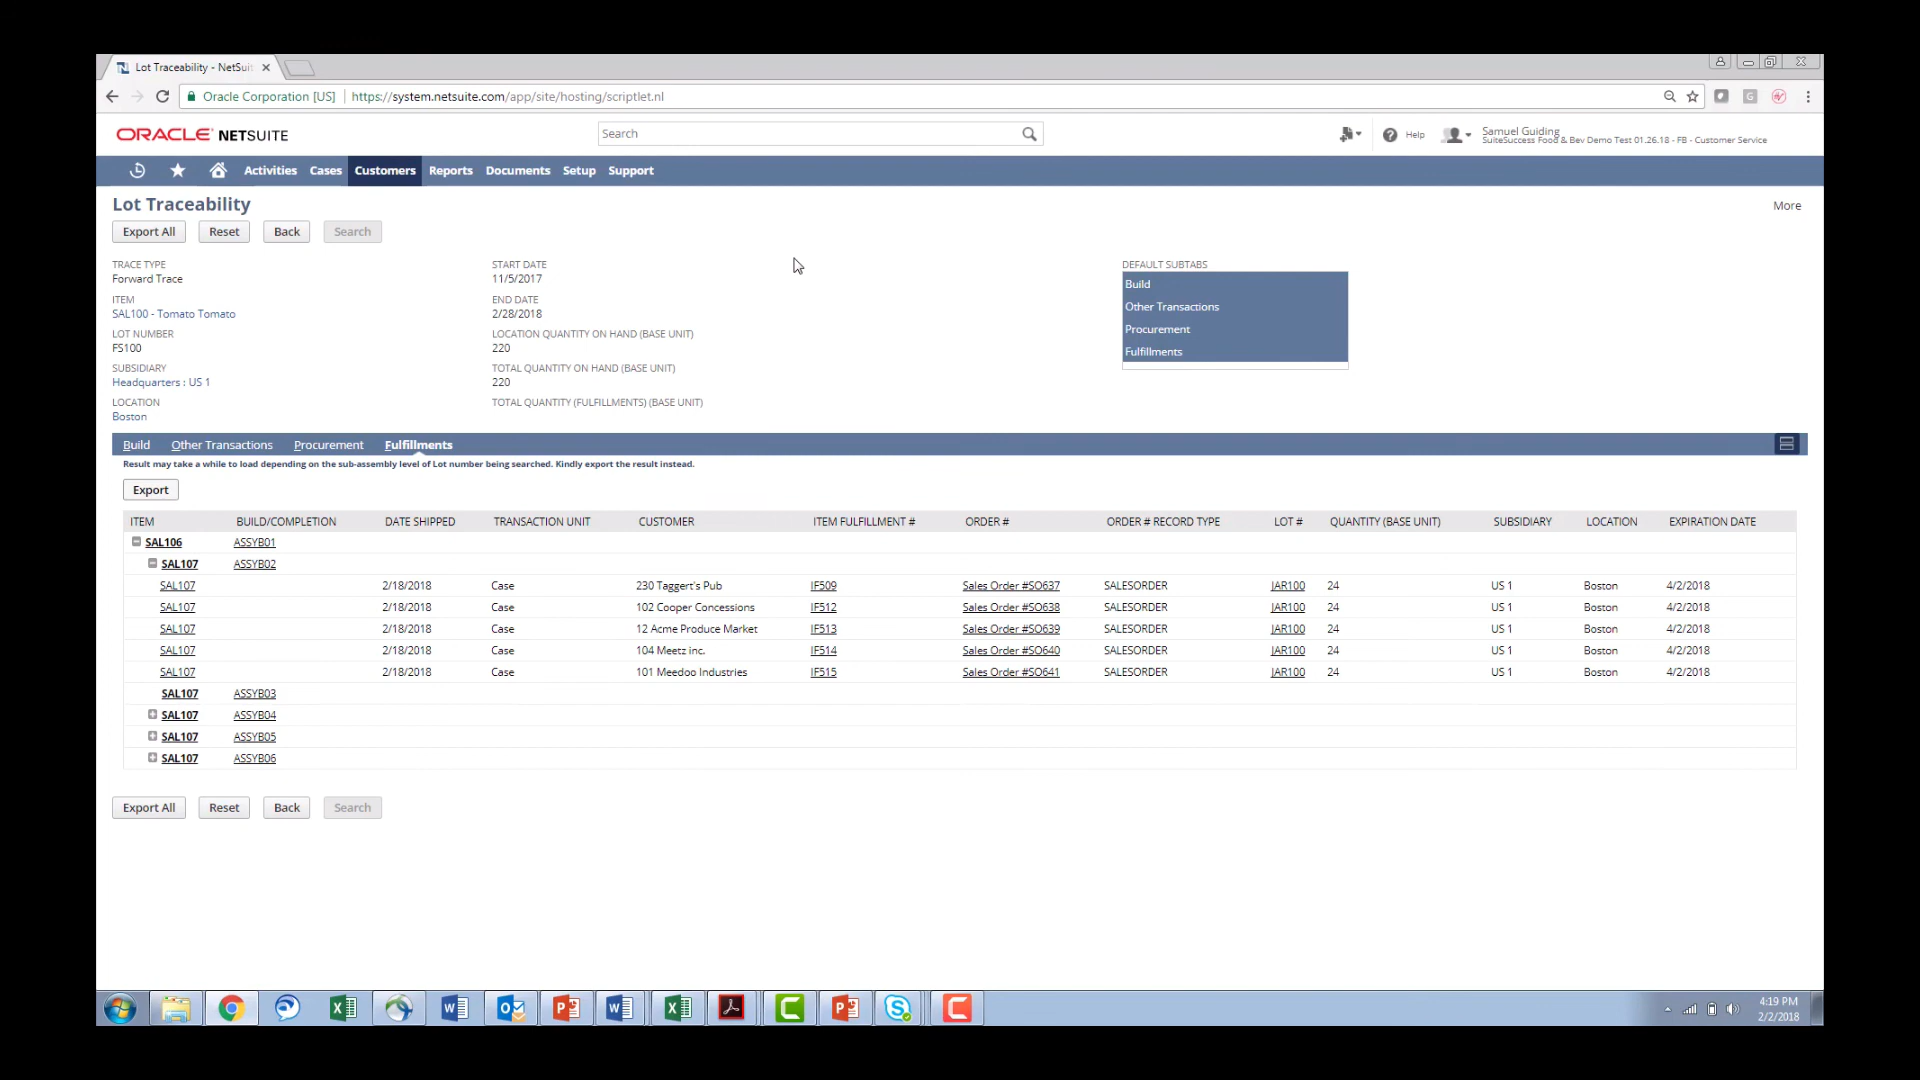 Lot Traceability - NetSui
Oracle Corporation [US] https://system.netsuite.com/app/site/hosting/scriptlet.nl
ORACLE NETSUITE
Search
Help
Samuel Guiding
SuiteSuccess Food & Bev Demo Test 01.26.18 - FB - Customer Service
Activities Cases Customers Reports Documents Setup Support
Lot Traceability
More
Export All Reset Back Search
TRACE TYPE
Forward Trace
ITEM
SAL100 - Tomato Tomato
LOT NUMBER
FS100
SUBSIDIARY
Headquarters : US 1
LOCATION
Boston
START DATE
11/5/2017
END DATE
2/28/2018
LOCATION QUANTITY ON HAND (BASE UNIT)
220
TOTAL QUANTITY ON HAND (BASE UNIT)
220
TOTAL QUANTITY (FULFILLMENTS) (BASE UNIT)
DEFAULT SUBTABS
Build
Other Transactions
Procurement
Fulfillments
Build Other Transactions Procurement Fulfillments
Result may take a while to load depending on the sub-assembly level of Lot number being searched. Kindly export the result instead.
Export
ITEM BUILD/COMPLETION DATE SHIPPED TRANSACTION UNIT CUSTOMER ITEM FULFILLMENT # ORDER # ORDER # RECORD TYPE LOT # QUANTITY (BASE UNIT) SUBSIDIARY LOCATION EXPIRATION DATE
SAL106 ASSYB01
SAL107 ASSYB02
SAL107 2/18/2018 Case 230 Taggert's Pub IF509 Sales Order #SO637 SALESORDER JAR100 24 US 1 Boston 4/2/2018
SAL107 2/18/2018 Case 102 Cooper Concessions IF512 Sales Order #SO638 SALESORDER JAR100 24 US 1 Boston 4/2/2018
SAL107 2/18/2018 Case 12 Acme Produce Market IF513 Sales Order #SO639 SALESORDER JAR100 24 US 1 Boston 4/2/2018
SAL107 2/18/2018 Case 104 Meetz inc. IF514 Sales Order #SO640 SALESORDER JAR100 24 US 1 Boston 4/2/2018
SAL107 2/18/2018 Case 101 Meedoo Industries IF515 Sales Order #SO641 SALESORDER JAR100 24 US 1 Boston 4/2/2018
SAL107 ASSYB03
SAL107 ASSYB04
SAL107 ASSYB05
SAL107 ASSYB06
Export All Reset Back Search
4:19 PM
2/2/2018